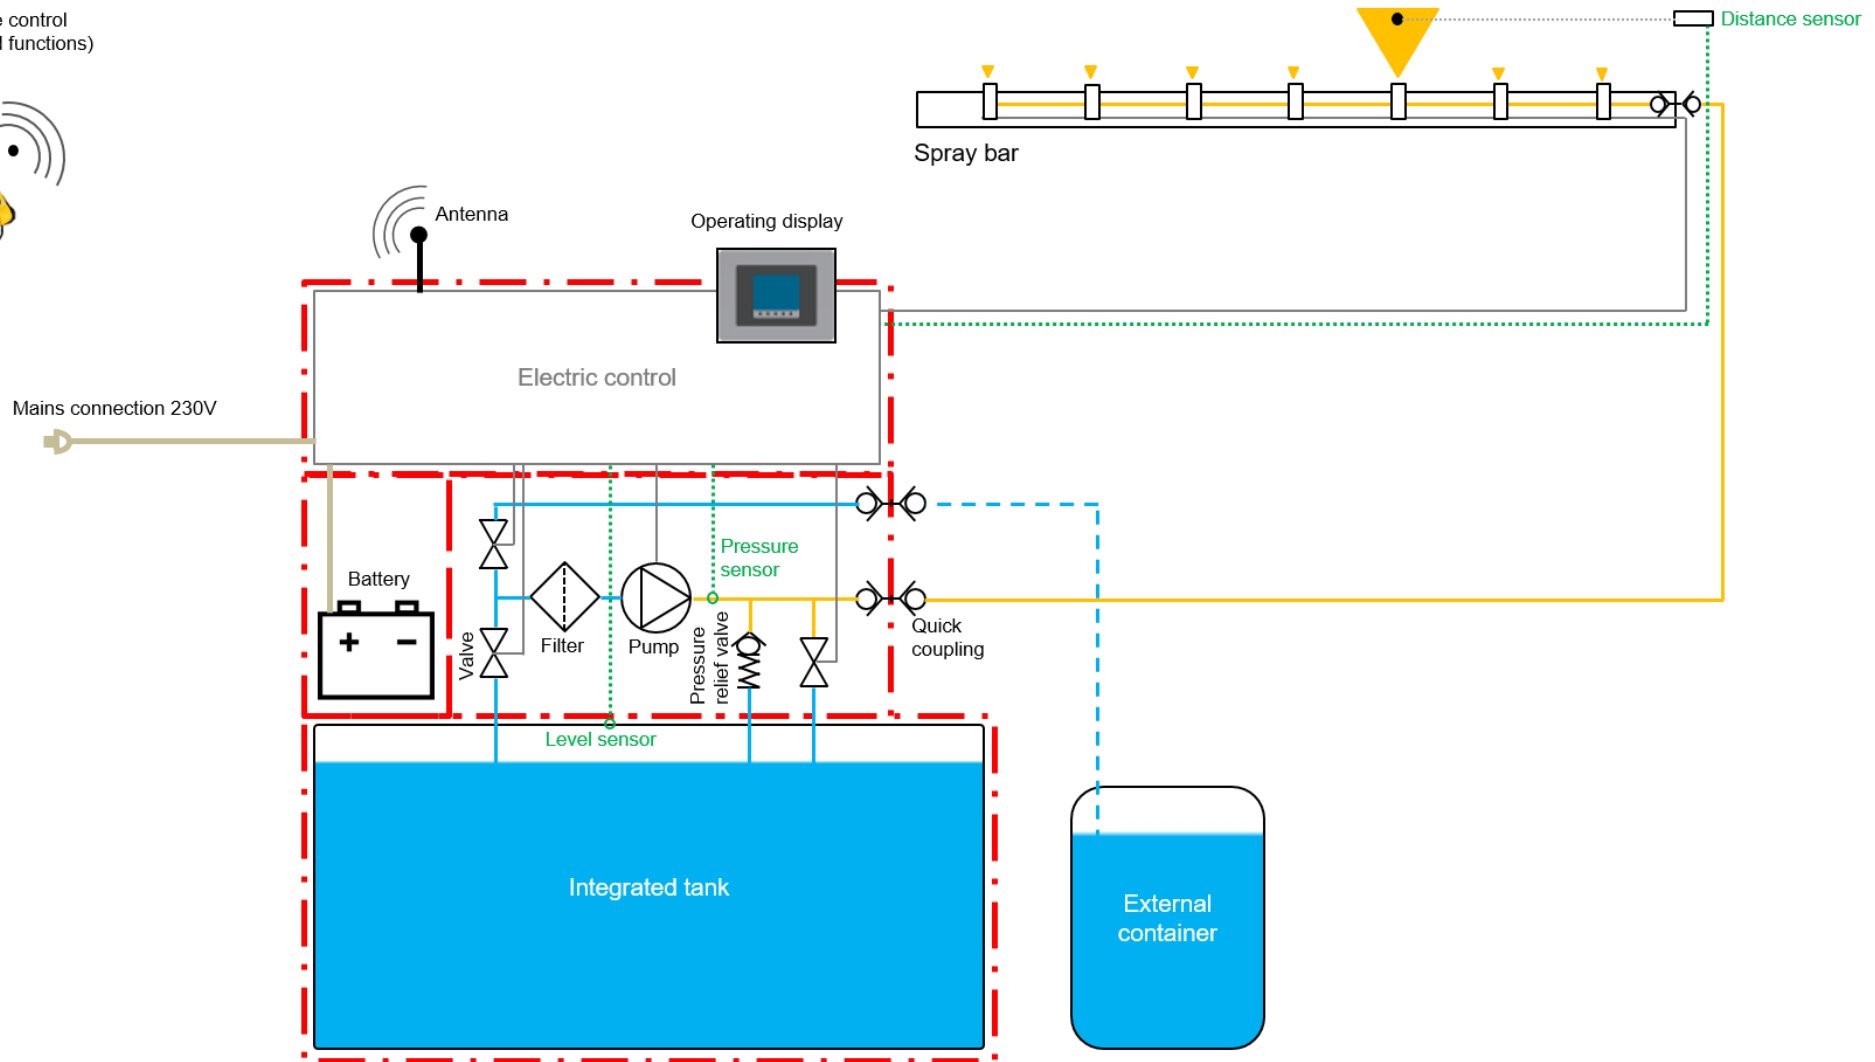 control
functions)
Distance sensor
Spray bar
Antenna
Operating display
Electric control
Mains connection 230V
Pressure
sensor
Battery
+ −
Valve
Filter
Pump
Pressure
relief valve
Quick
coupling
Level sensor
Integrated tank
External
container